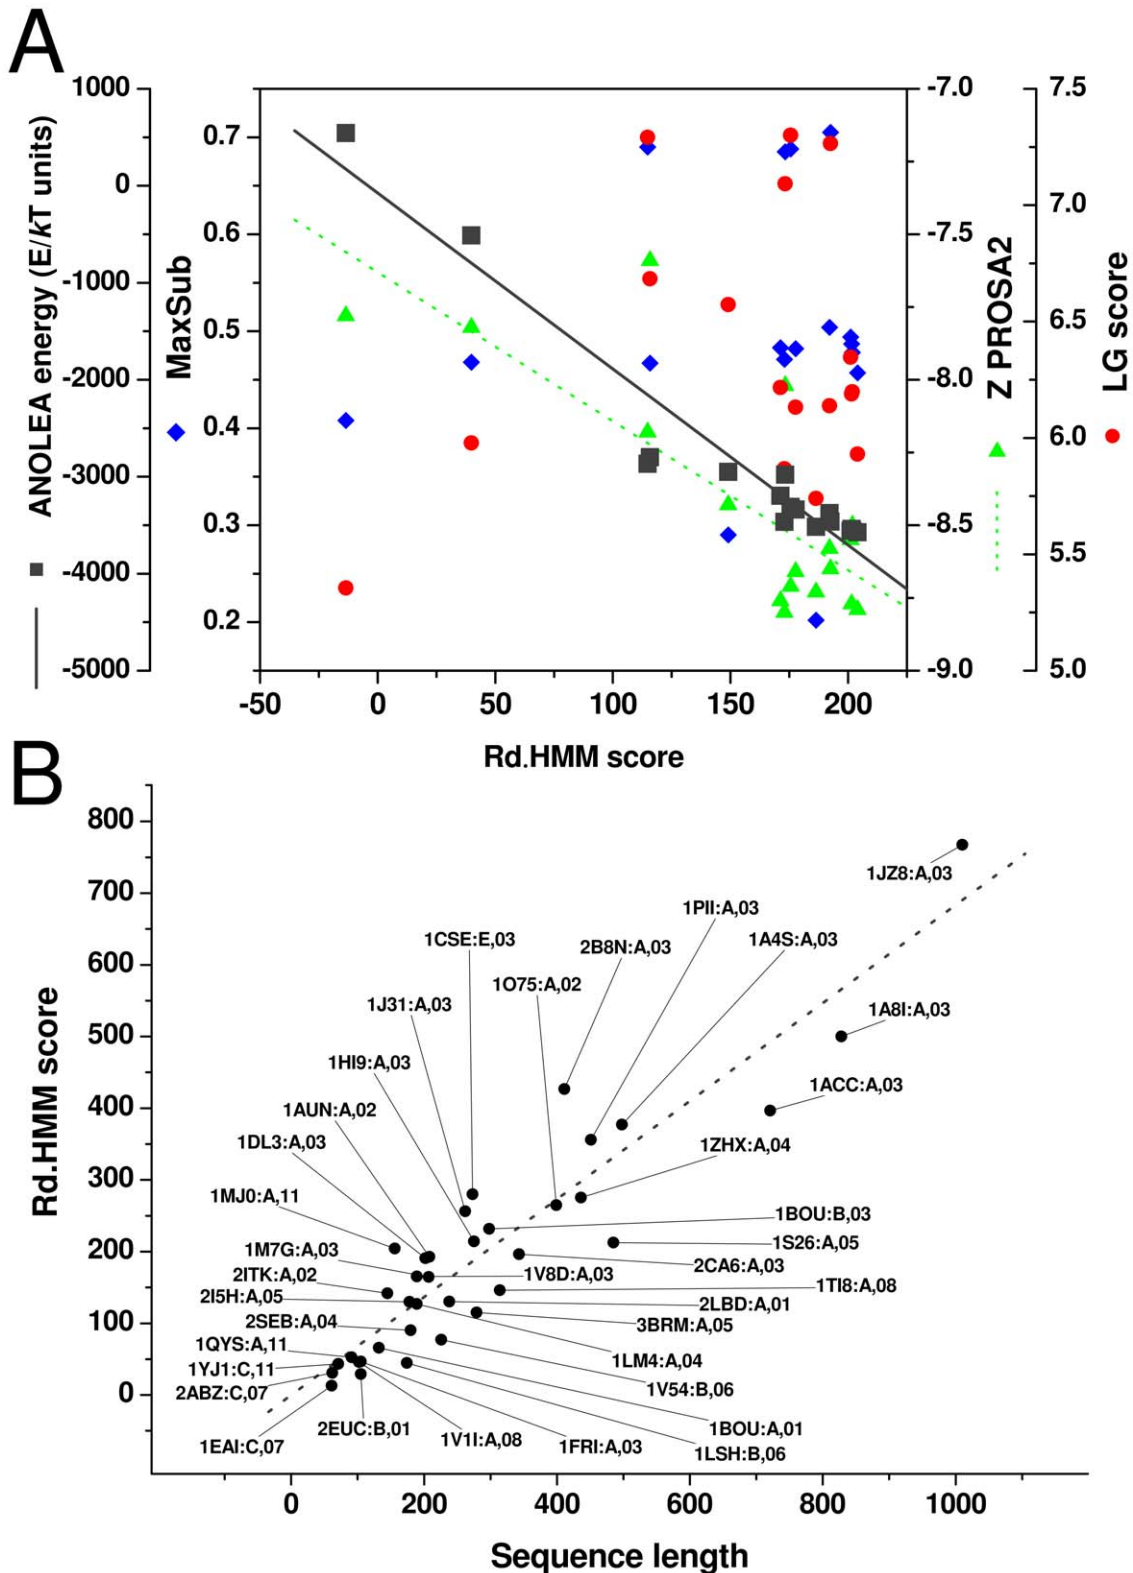 A
1000
0
-1000
-2000
-3000
-4000
-5000
ANOLEA energy (E/kT units)
0.7
0.6
0.5
0.4
0.3
0.2
MaxSub
-7.0
-7.5
-8.0
-8.5
-9.0
Z PROSA2
7.5
7.0
6.5
6.0
5.5
5.0
LG score
-50 0 50 100 150 200
Rd.HMM score
B
800
700
600
500
400
300
200
100
0
Rd.HMM score
1JZ8:A,03
1PII:A,03
1CSE:E,03
2B8N:A,03
1A4S:A,03
1O75:A,02
1J31:A,03
1A8I:A,03
1HI9:A,03
1ACC:A,03
1AUN:A,02
1DL3:A,03
1ZHX:A,04
1MJ0:A,11
1BOU:B,03
1M7G:A,03
1S26:A,05
2ITK:A,02
1V8D:A,03
2CA6:A,03
2I5H:A,05
1TI8:A,08
2LBD:A,01
2SEB:A,04
3BRM:A,05
1QYS:A,11
1LM4:A,04
1YJ1:C,11
2ABZ:C,07
1V54:B,06
2EUC:B,01
1BOU:A,01
1EAI:C,07
1V1I:A,08
1FRI:A,03
1LSH:B,06
0 200 400 600 800 1000
Sequence length